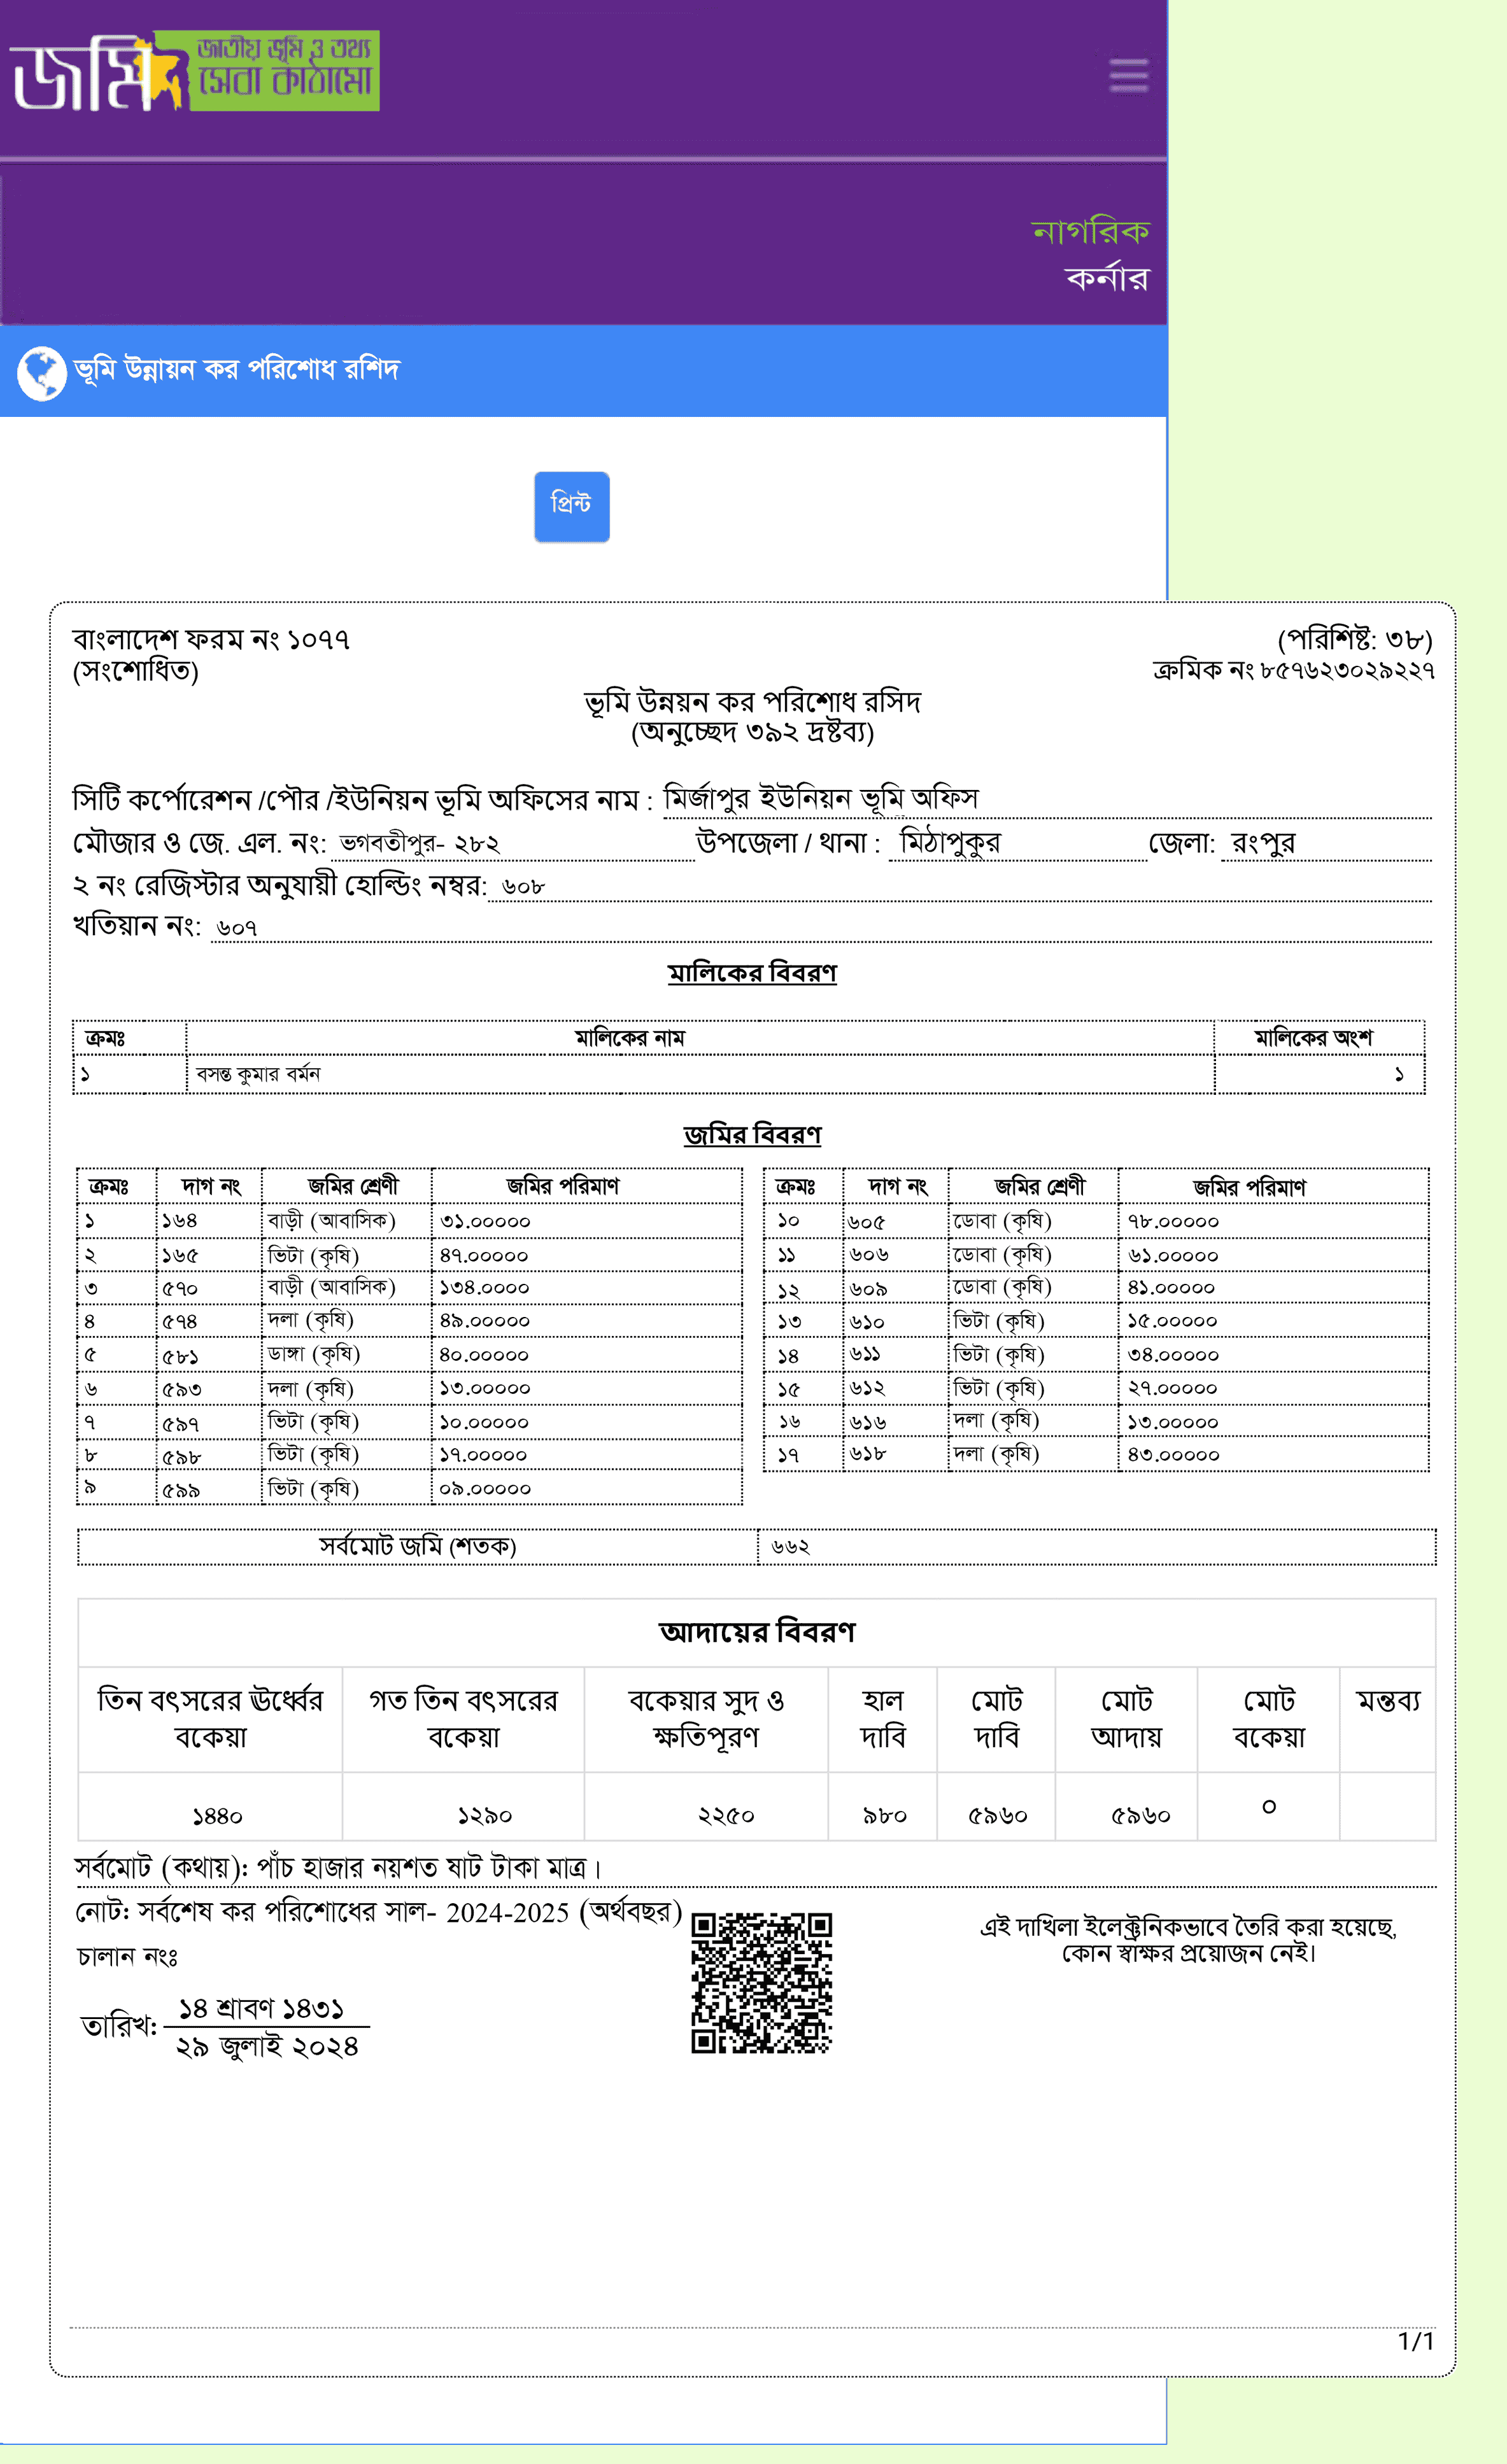 জমি জাতীয় ভূমি ও তথ্য
সেবা কাঠামো
নাগরিক
কর্নার
ভূমি উন্নায়ন কর পরিশোধ রশিদ
প্রিন্ট
বাংলাদেশ ফরম নং ১০৭৭ (পরিশিষ্ট: ৩৮)
(সংশোধিত) ক্রমিক নং ৮৫৭৬২৩০২৯২২৭
ভূমি উন্নয়ন কর পরিশোধ রসিদ
(অনুচ্ছেদ ৩৯২ দ্রষ্টব্য)
সিটি কর্পোরেশন /পৌর /ইউনিয়ন ভূমি অফিসের নাম : মির্জাপুর ইউনিয়ন ভূমি অফিস
মৌজার ও জে. এল. নং: ভগবতীপুর- ২৮২ উপজেলা / থানা : মিঠাপুকুর জেলা: রংপুর
২ নং রেজিস্টার অনুযায়ী হোল্ডিং নম্বর: ৬০৮
খতিয়ান নং: ৬০৭
মালিকের বিবরণ
ক্রমঃ মালিকের নাম মালিকের অংশ
১ বসন্ত কুমার বর্মন ১
জমির বিবরণ
ক্রমঃ দাগ নং জমির শ্রেণী জমির পরিমাণ
১ ১৬৪ বাড়ী (আবাসিক) ৩১.০০০০০
২ ১৬৫ ভিটা (কৃষি) ৪৭.০০০০০
৩ ৫৭০ বাড়ী (আবাসিক) ১৩৪.০০০০
৪ ৫৭৪ দলা (কৃষি) ৪৯.০০০০০
৫ ৫৮১ ডাঙ্গা (কৃষি) ৪০.০০০০০
৬ ৫৯৩ দলা (কৃষি) ১৩.০০০০০
৭ ৫৯৭ ভিটা (কৃষি) ১০.০০০০০
৮ ৫৯৮ ভিটা (কৃষি) ১৭.০০০০০
৯ ৫৯৯ ভিটা (কৃষি) ০৯.০০০০০
ক্রমঃ দাগ নং জমির শ্রেণী জমির পরিমাণ
১০ ৬০৫ ডোবা (কৃষি) ৭৮.০০০০০
১১ ৬০৬ ডোবা (কৃষি) ৬১.০০০০০
১২ ৬০৯ ডোবা (কৃষি) ৪১.০০০০০
১৩ ৬১০ ভিটা (কৃষি) ১৫.০০০০০
১৪ ৬১১ ভিটা (কৃষি) ৩৪.০০০০০
১৫ ৬১২ ভিটা (কৃষি) ২৭.০০০০০
১৬ ৬১৬ দলা (কৃষি) ১৩.০০০০০
১৭ ৬১৮ দলা (কৃষি) ৪৩.০০০০০
সর্বমোট জমি (শতক) ৬৬২
আদায়ের বিবরণ
তিন বৎসরের ঊর্ধ্বের গত তিন বৎসরের বকেয়ার সুদ ও হাল মোট মোট মোট মন্তব্য
বকেয়া বকেয়া ক্ষতিপূরণ দাবি দাবি আদায় বকেয়া
১৪৪০ ১২৯০ ২২৫০ ৯৮০ ৫৯৬০ ৫৯৬০ ০
সর্বমোট (কথায়): পাঁচ হাজার নয়শত ষাট টাকা মাত্র।
নোট: সর্বশেষ কর পরিশোধের সাল- 2024-2025 (অর্থবছর)
চালান নংঃ
তারিখ: ১৪ শ্রাবণ ১৪৩১
২৯ জুলাই ২০২৪
এই দাখিলা ইলেক্ট্রনিকভাবে তৈরি করা হয়েছে,
কোন স্বাক্ষর প্রয়োজন নেই।
1/1